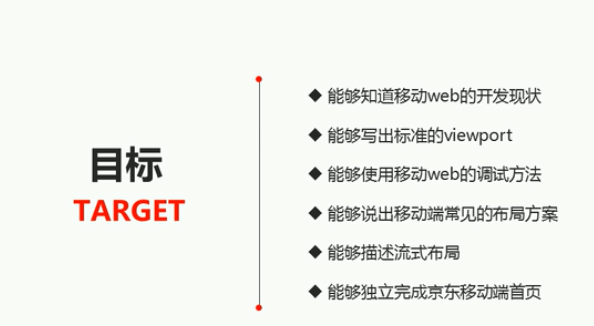 目标
TARGET
◆ 能够知道移动web的开发现状
◆ 能够写出标准的viewport
◆ 能够使用移动web的调试方法
◆ 能够说出移动端常见的布局方案
◆ 能够描述流式布局
◆ 能够独立完成京东移动端首页